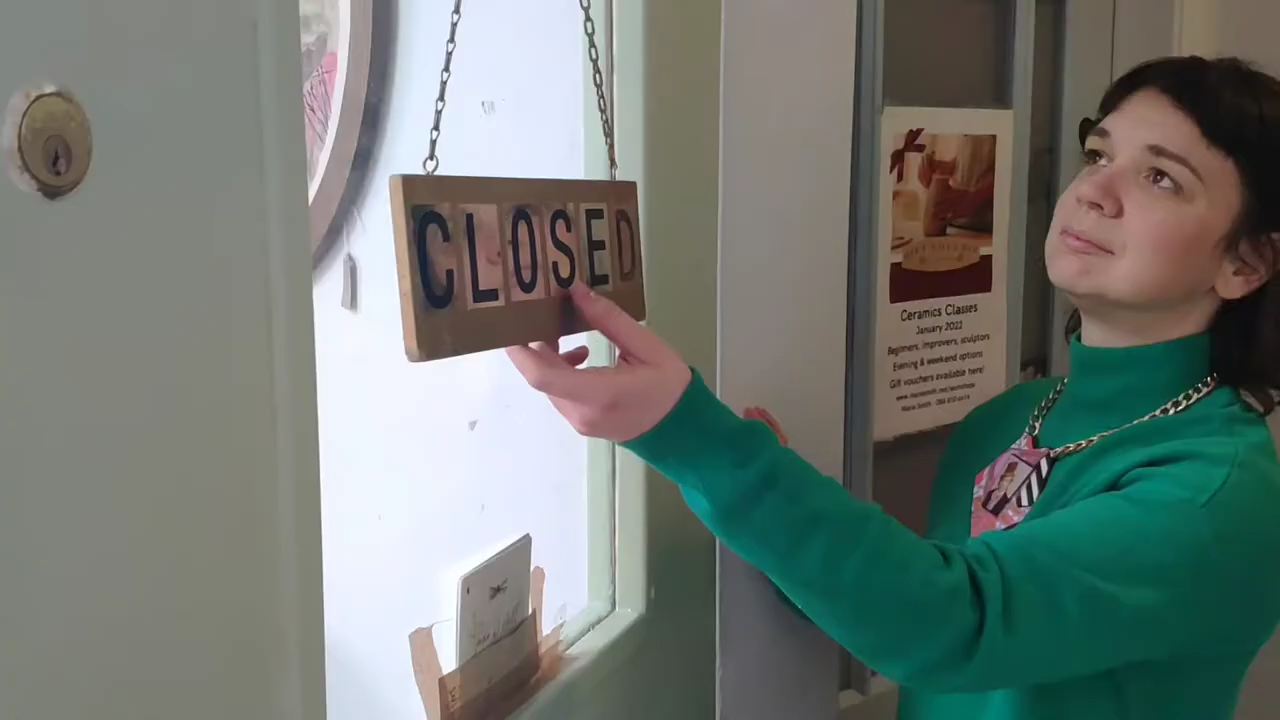 CLOSED
Ceramics Classes
January 2022
Beginners, improvers, sculptors
Evening & weekend options
Gift vouchers available here!